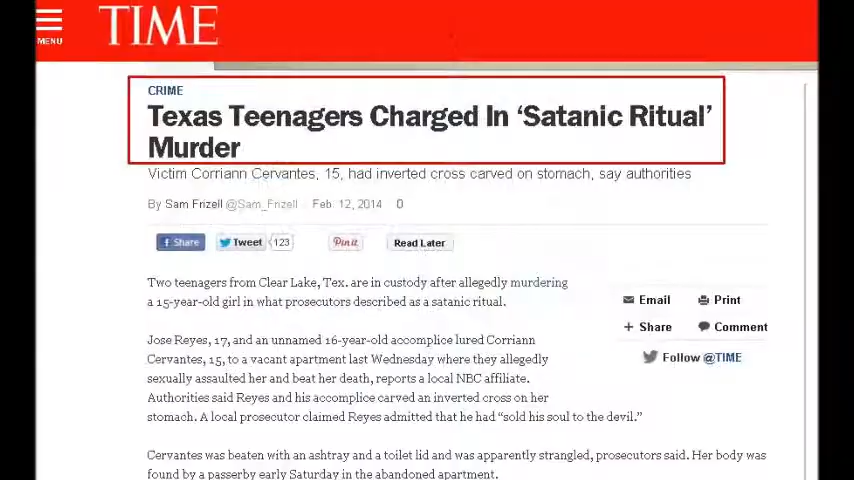 MENU
TIME
CRIME
Texas Teenagers Charged In ‘Satanic Ritual’
Murder
Victim Corriann Cervantes, 15, had inverted cross carved on stomach, say authorities
By Sam Frizell @Sam_Frizell Feb. 12, 2014 0
Share Tweet 123 Pin it Read Later
Two teenagers from Clear Lake, Tex. are in custody after allegedly murdering
a 15-year-old girl in what prosecutors described as a satanic ritual.
Email Print
+ Share Comment
Follow @TIME
Jose Reyes, 17, and an unnamed 16-year-old accomplice lured Corriann
Cervantes, 15, to a vacant apartment last Wednesday where they allegedly
sexually assaulted her and beat her death, reports a local NBC affiliate.
Authorities said Reyes and his accomplice carved an inverted cross on her
stomach. A local prosecutor claimed Reyes admitted that he had “sold his soul to the devil.”
Cervantes was beaten with an ashtray and a toilet lid and was apparently strangled, prosecutors said. Her body was
found by a passerby early Saturday in the abandoned apartment.